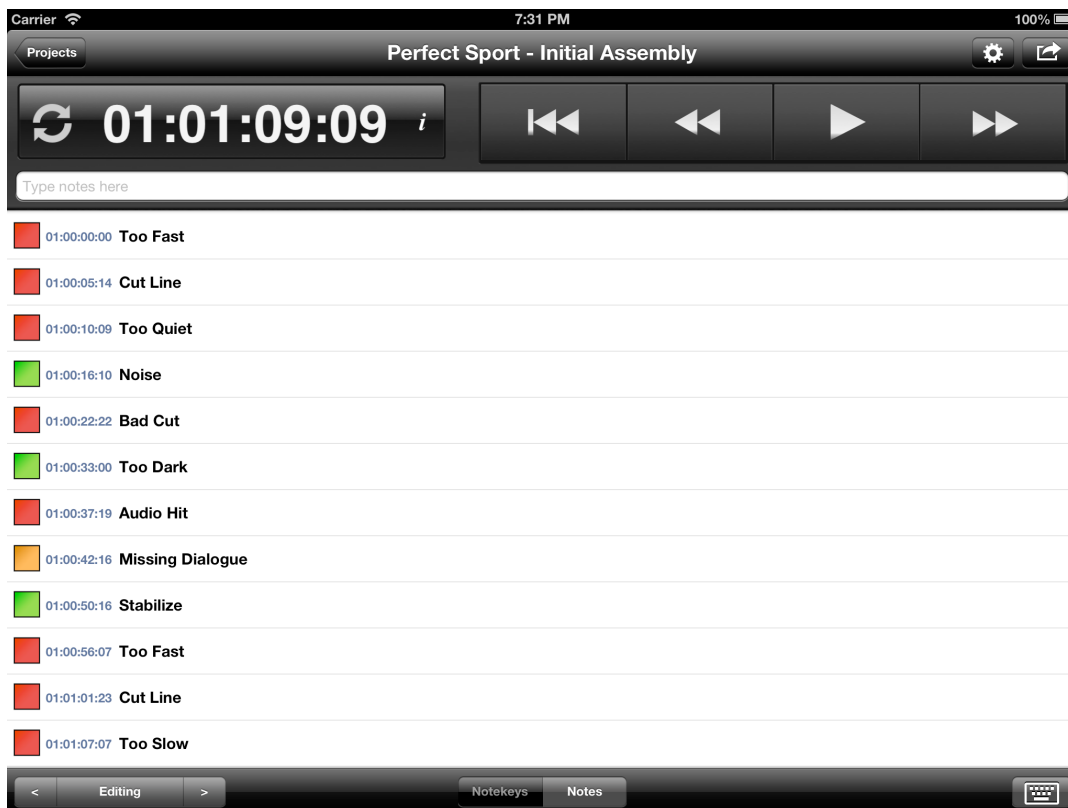 Carrier 7:31 PM 100%
Projects Perfect Sport - Initial Assembly
01:01:09:09 i
Type notes here
01:00:00:00 Too Fast
01:00:05:14 Cut Line
01:00:10:09 Too Quiet
01:00:16:10 Noise
01:00:22:22 Bad Cut
01:00:33:00 Too Dark
01:00:37:19 Audio Hit
01:00:42:16 Missing Dialogue
01:00:50:16 Stabilize
01:00:56:07 Too Fast
01:01:01:23 Cut Line
01:01:07:07 Too Slow
< Editing > Notekeys Notes